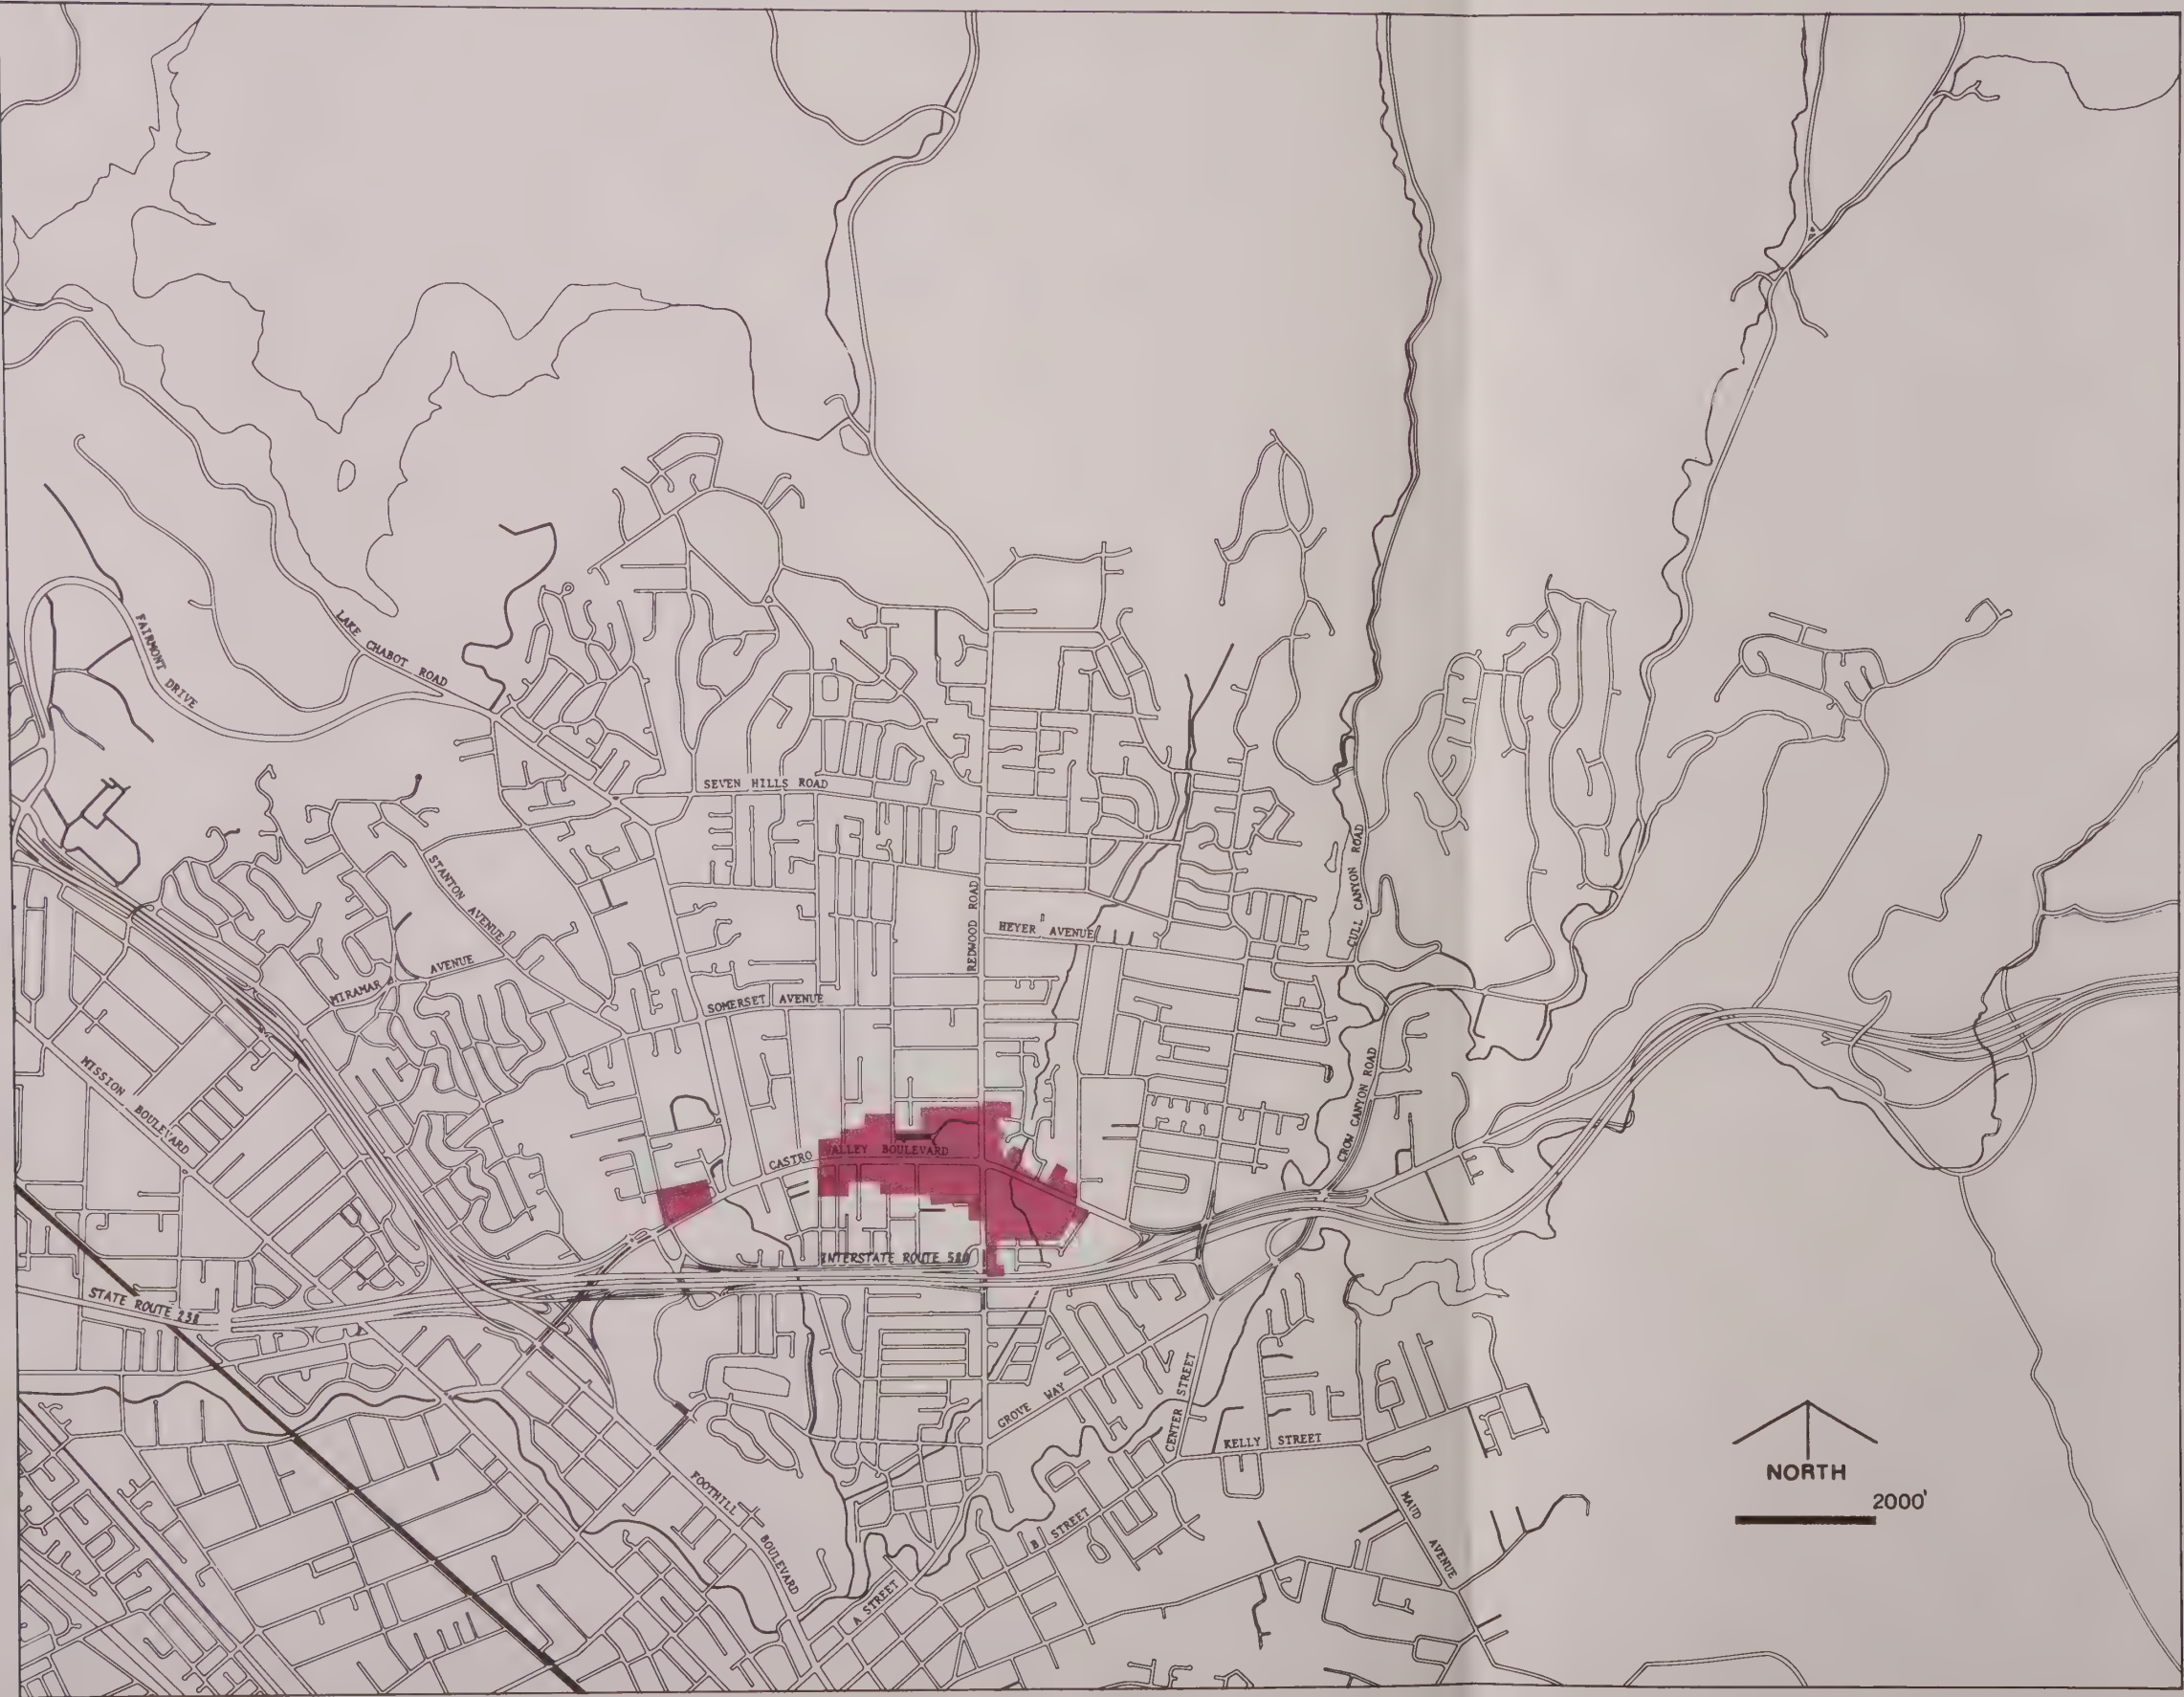 LAKE CHABOT ROAD
FAIRMONT DRIVE
SEVEN HILLS ROAD
STANTON AVENUE
CULL CANYON ROAD
REDWOOD ROAD
HEYER AVENUE
MIRAMAR AVENUE
SOMERSET AVENUE
MISSION BOULEVARD
CROW CANYON ROAD
CASTRO VALLEY BOULEVARD
INTERSTATE ROUTE 580
STATE ROUTE 238
GROVE WAY
CENTER STREET
KELLY STREET
NORTH
2000'
FOOTHILL BOULEVARD
B STREET
MAUD AVENUE
A STREET